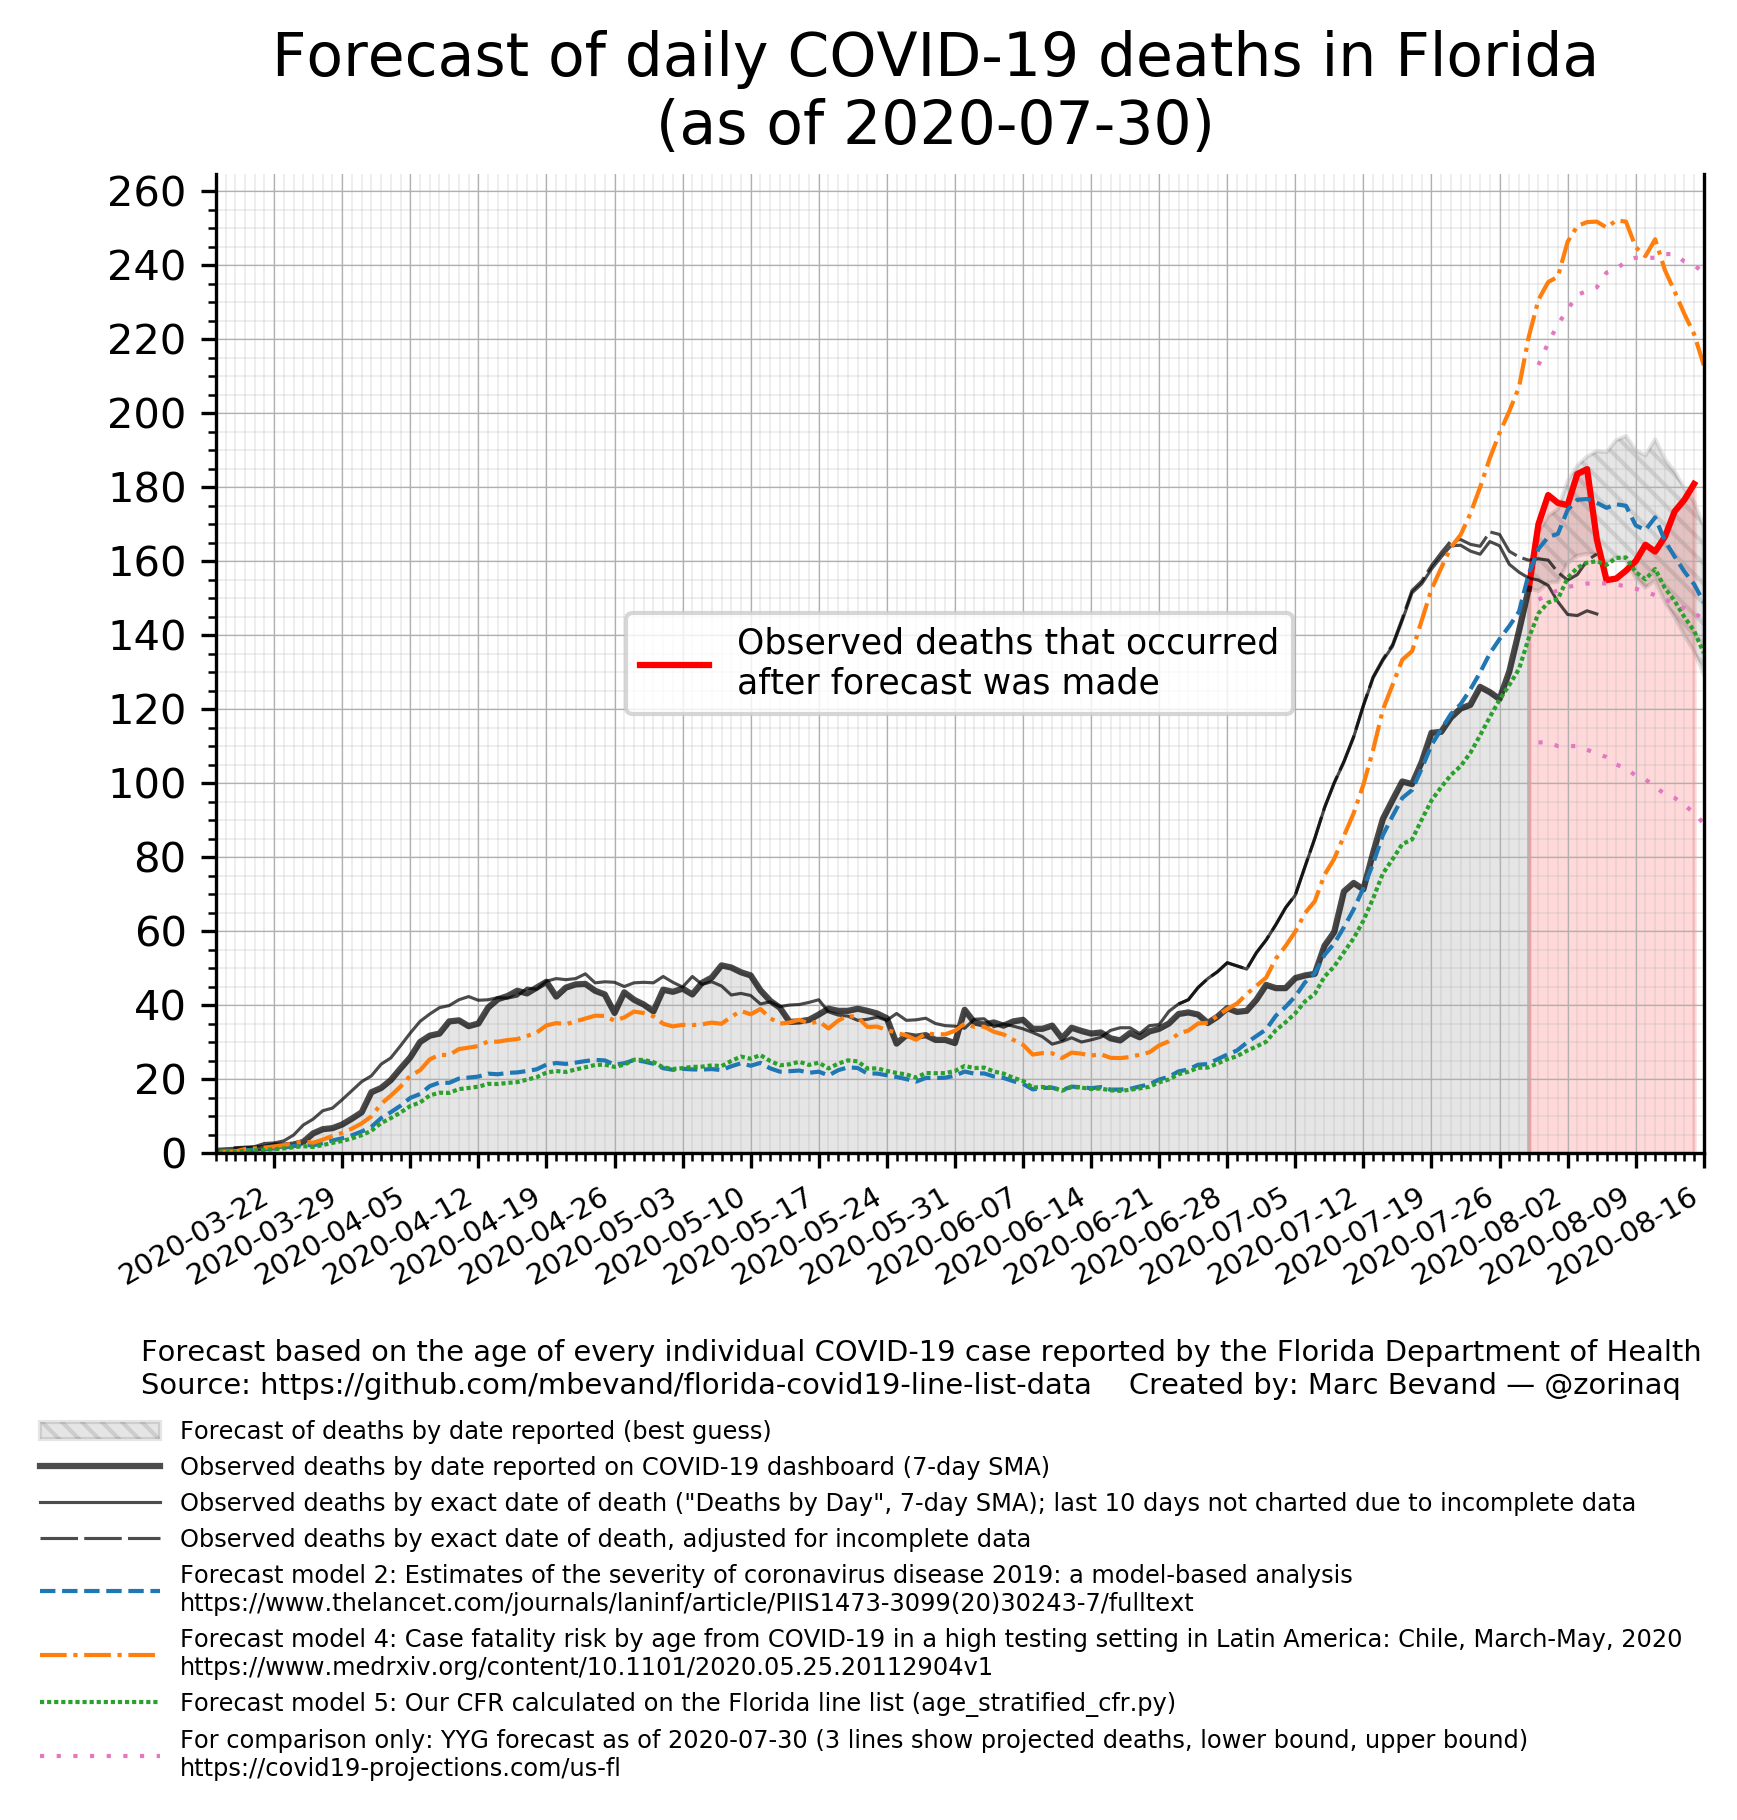 Forecast of daily COVID-19 deaths in Florida
(as of 2020-07-30)
260
240
220
200
180
160
140
120
100
80
60
40
20
0
Observed deaths that occurred
after forecast was made
2020-03-22
2020-03-29
2020-04-05
2020-04-12
2020-04-19
2020-04-26
2020-05-03
2020-05-10
2020-05-17
2020-05-24
2020-05-31
2020-06-07
2020-06-14
2020-06-21
2020-06-28
2020-07-05
2020-07-12
2020-07-19
2020-07-26
2020-08-02
2020-08-09
2020-08-16
Forecast based on the age of every individual COVID-19 case reported by the Florida Department of Health
Source: https://github.com/mbevand/florida-covid19-line-list-data    Created by: Marc Bevand — @zorinaq
Forecast of deaths by date reported (best guess)
Observed deaths by date reported on COVID-19 dashboard (7-day SMA)
Observed deaths by exact date of death ("Deaths by Day", 7-day SMA); last 10 days not charted due to incomplete data
Observed deaths by exact date of death, adjusted for incomplete data
Forecast model 2: Estimates of the severity of coronavirus disease 2019: a model-based analysis
https://www.thelancet.com/journals/laninf/article/PIIS1473-3099(20)30243-7/fulltext
Forecast model 4: Case fatality risk by age from COVID-19 in a high testing setting in Latin America: Chile, March-May, 2020
https://www.medrxiv.org/content/10.1101/2020.05.25.20112904v1
Forecast model 5: Our CFR calculated on the Florida line list (age_stratified_cfr.py)
For comparison only: YYG forecast as of 2020-07-30 (3 lines show projected deaths, lower bound, upper bound)
https://covid19-projections.com/us-fl